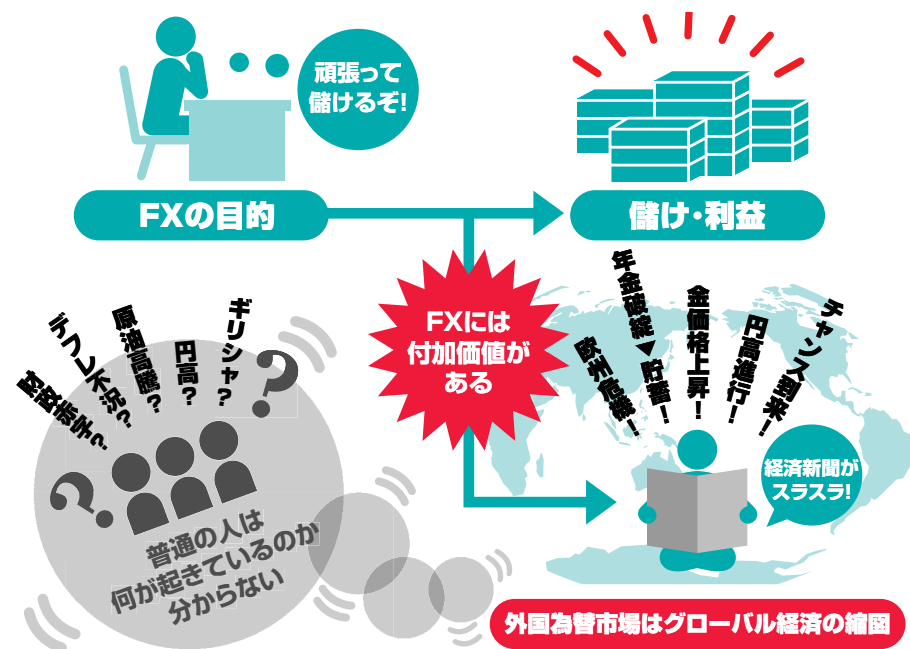 頑張って
儲けるぞ!
FXの目的
儲け・利益
FXには
付加価値が
ある
財政赤字?
デフレ不況?
原油高騰?
円高?
ギリシャ?
?
?
普通の人は
何が起きているのか
分からない
欧州危機!
年金破綻▼貯蓄!
金価格上昇!
円高進行!
チャンス到来!
経済新聞が
スラスラ!
外国為替市場はグローバル経済の縮図